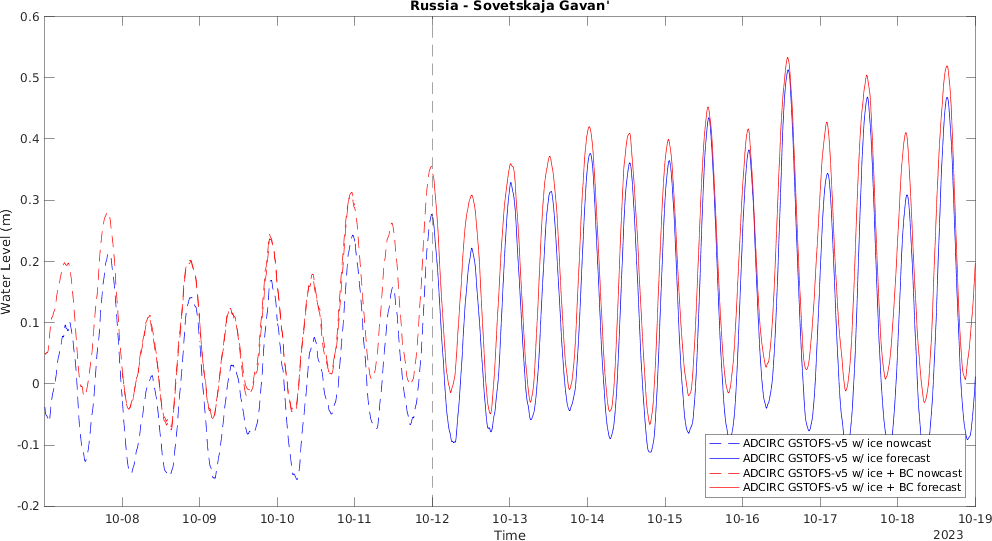 Russia - Sovetskaja Gavan'
0.6
0.5
0.4
0.3
0.2
0.1
0
-0.1
-0.2
Water Level (m)
ADCIRC GSTOFS-v5 w/ ice nowcast
ADCIRC GSTOFS-v5 w/ ice forecast
ADCIRC GSTOFS-v5 w/ ice + BC nowcast
ADCIRC GSTOFS-v5 w/ ice + BC forecast
10-08 10-09 10-10 10-11 10-12 10-13 10-14 10-15 10-16 10-17 10-18 10-19
Time
2023